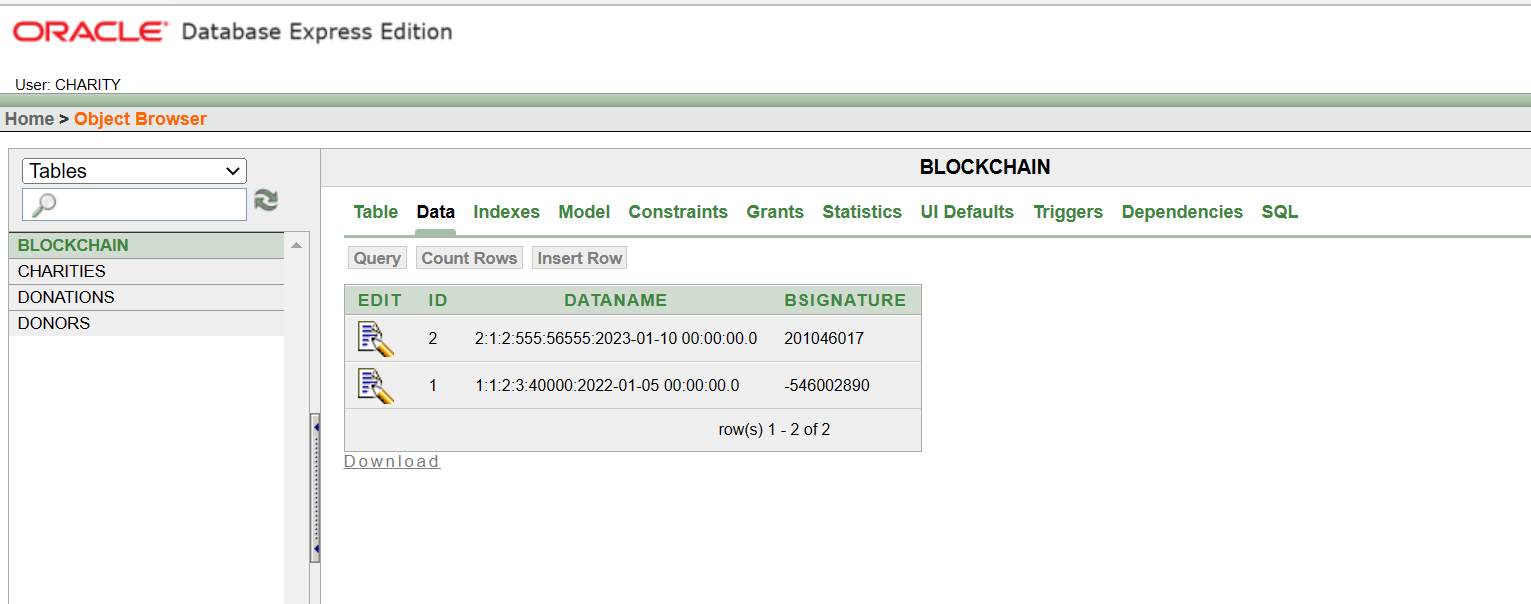 ORACLE Database Express Edition
User: CHARITY
Home > Object Browser
Tables
BLOCKCHAIN
CHARITIES
DONATIONS
DONORS
BLOCKCHAIN
Table Data Indexes Model Constraints Grants Statistics UI Defaults Triggers Dependencies SQL
Query Count Rows Insert Row
EDIT ID DATANAME BSIGNATURE
2 2:1:2:555:56555:2023-01-10 00:00:00.0 201046017
1 1:1:2:3:40000:2022-01-05 00:00:00.0 -546002890
row(s) 1 - 2 of 2
Download